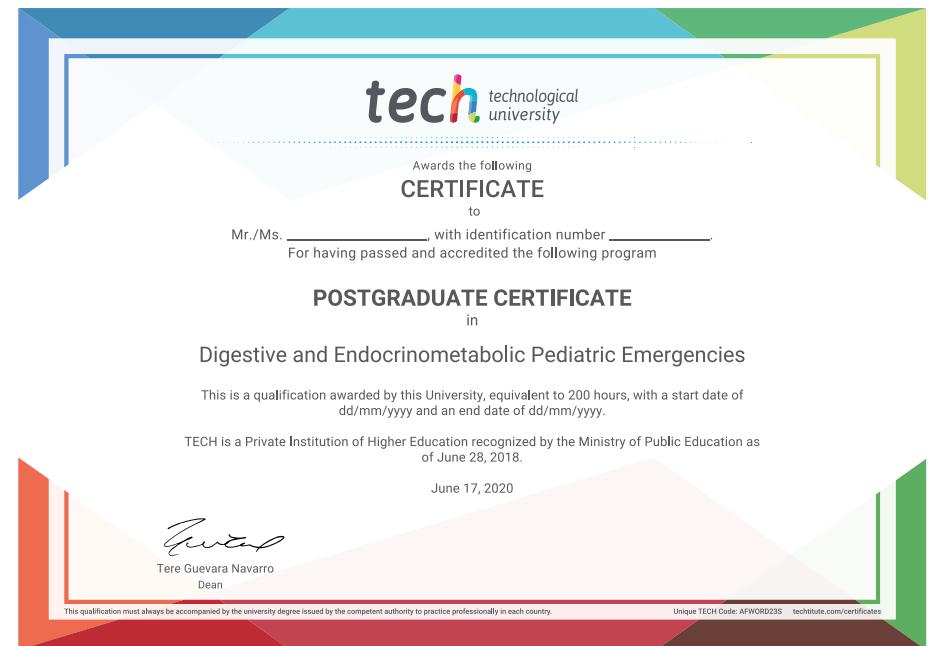 tech technological
university
Awards the following
CERTIFICATE
to
Mr./Ms. ____________, with identification number ____________.
For having passed and accredited the following program
POSTGRADUATE CERTIFICATE
in
Digestive and Endocrinometabolic Pediatric Emergencies
This is a qualification awarded by this University, equivalent to 200 hours, with a start date of
dd/mm/yyyy and an end date of dd/mm/yyyy.
TECH is a Private Institution of Higher Education recognized by the Ministry of Public Education as
of June 28, 2018.
June 17, 2020
Tere Guevara Navarro
Dean
This qualification must always be accompanied by the university degree issued by the competent authority to practice professionally in each country.
Unique TECH Code: AFWORD23S techtitute.com/certificates